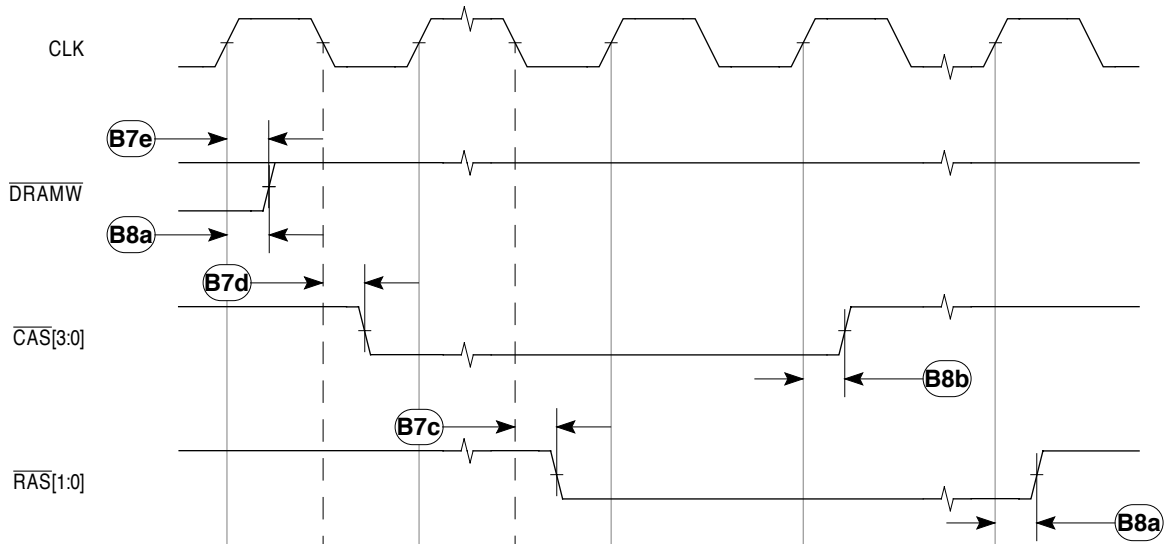 CLK
B7e
DRAMW
B8a
B7d
CAS[3:0]
B8b
B7c
RAS[1:0]
B8a